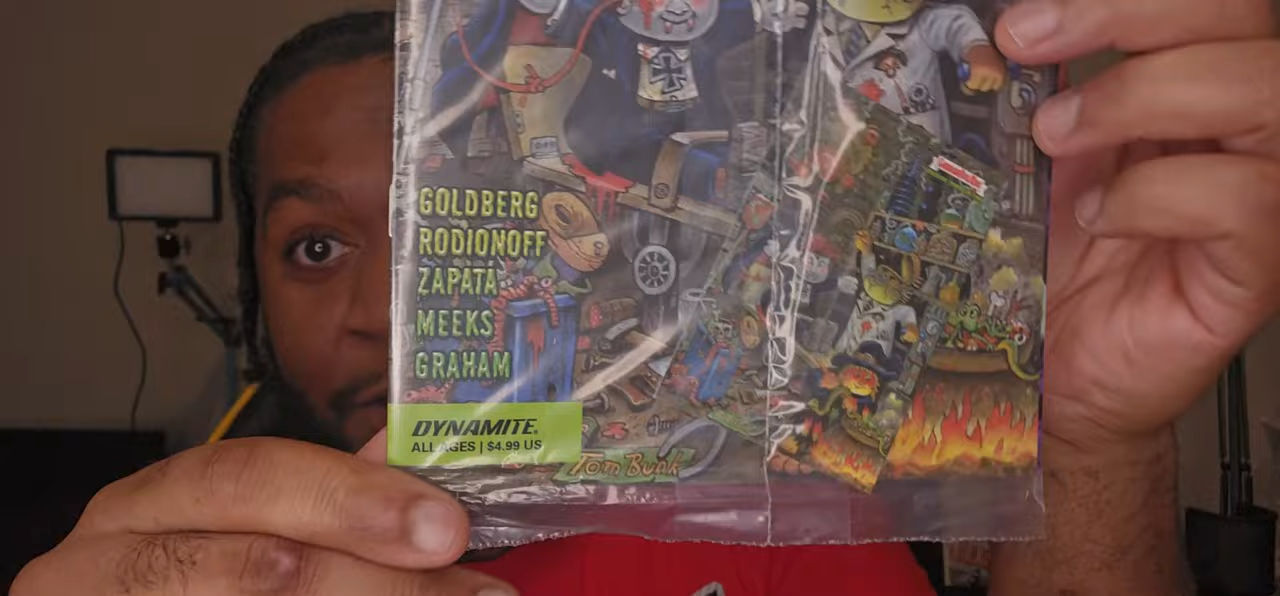 GOLDBERG
RODIONOFF
ZAPATA
MEEKS
GRAHAM
DYNAMITE.
ALL AGES | $4.99 US
Tom Bunk